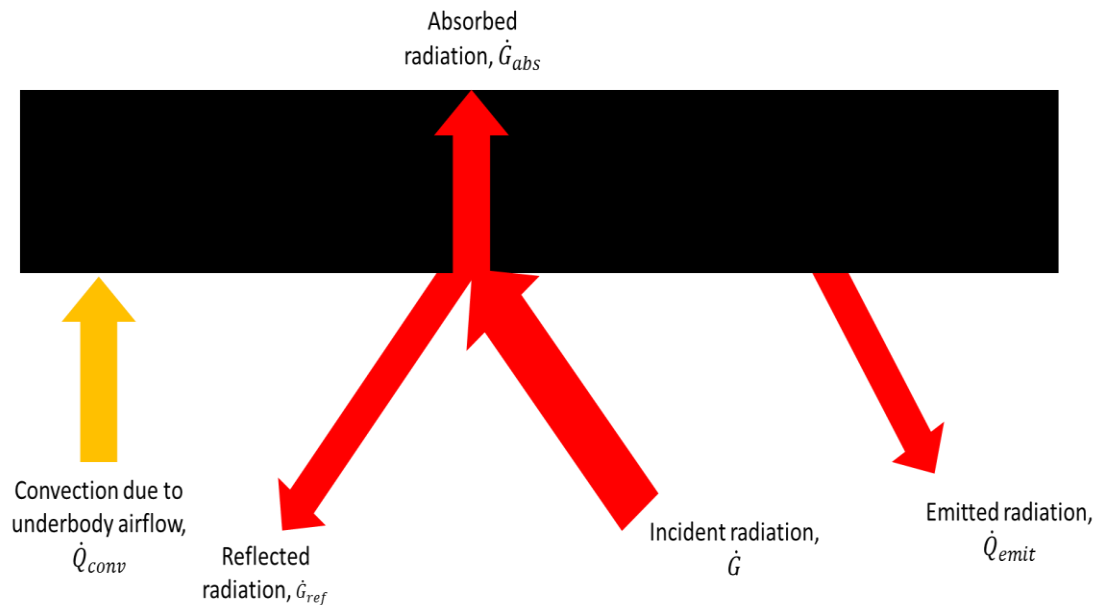 Absorbed
radiation, Ġ_abs
Convection due to
underbody airflow,
Q̇_conv
Reflected
radiation, Ġ_ref
Incident radiation,
Ġ
Emitted radiation,
Q̇_emit